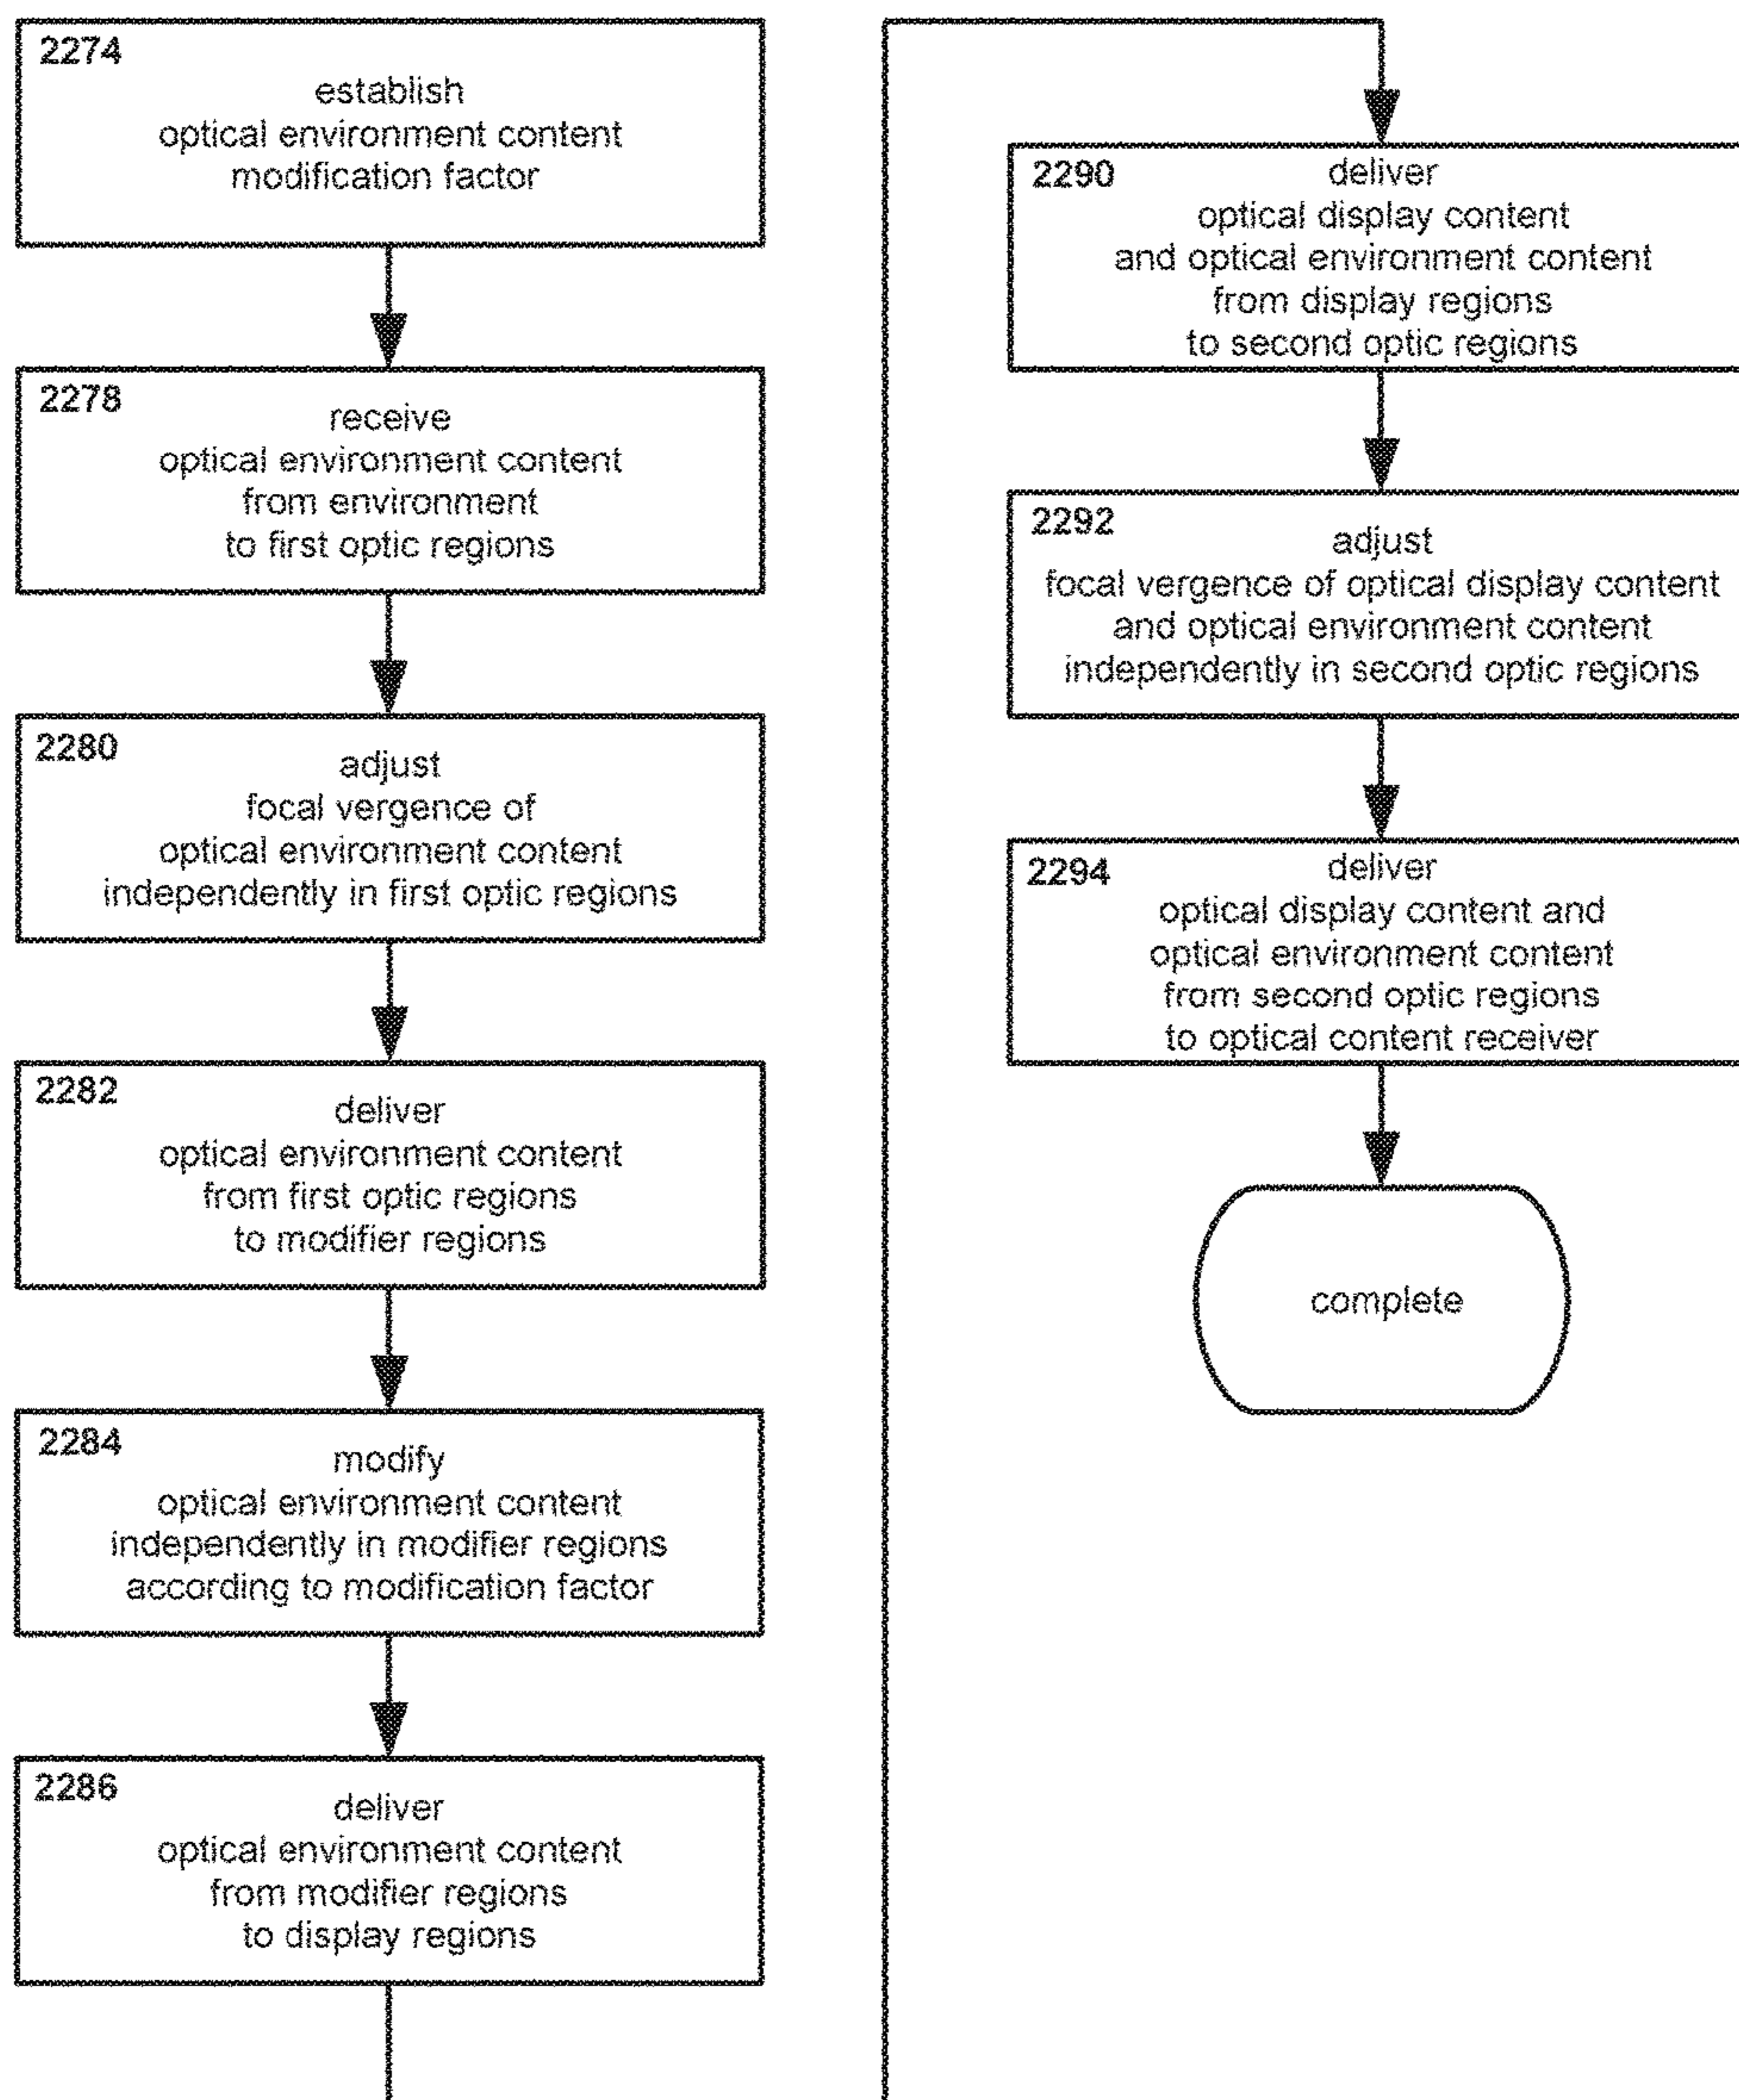 2274
establish
optical environment content
modification factor
2278
receive
optical environment content
from environment
to first optic regions
2280
adjust
focal vergence of
optical environment content
independently in first optic regions
2282
deliver
optical environment content
from first optic regions
to modifier regions
2284
modify
optical environment content
independently in modifier regions
according to modification factor
2286
deliver
optical environment content
from modifier regions
to display regions
2290
deliver
optical display content
and optical environment content
from display regions
to second optic regions
2292
adjust
focal vergence of optical display content
and optical environment content
independently in second optic regions
2294
deliver
optical display content and
optical environment content
from second optic regions
to optical content receiver
complete